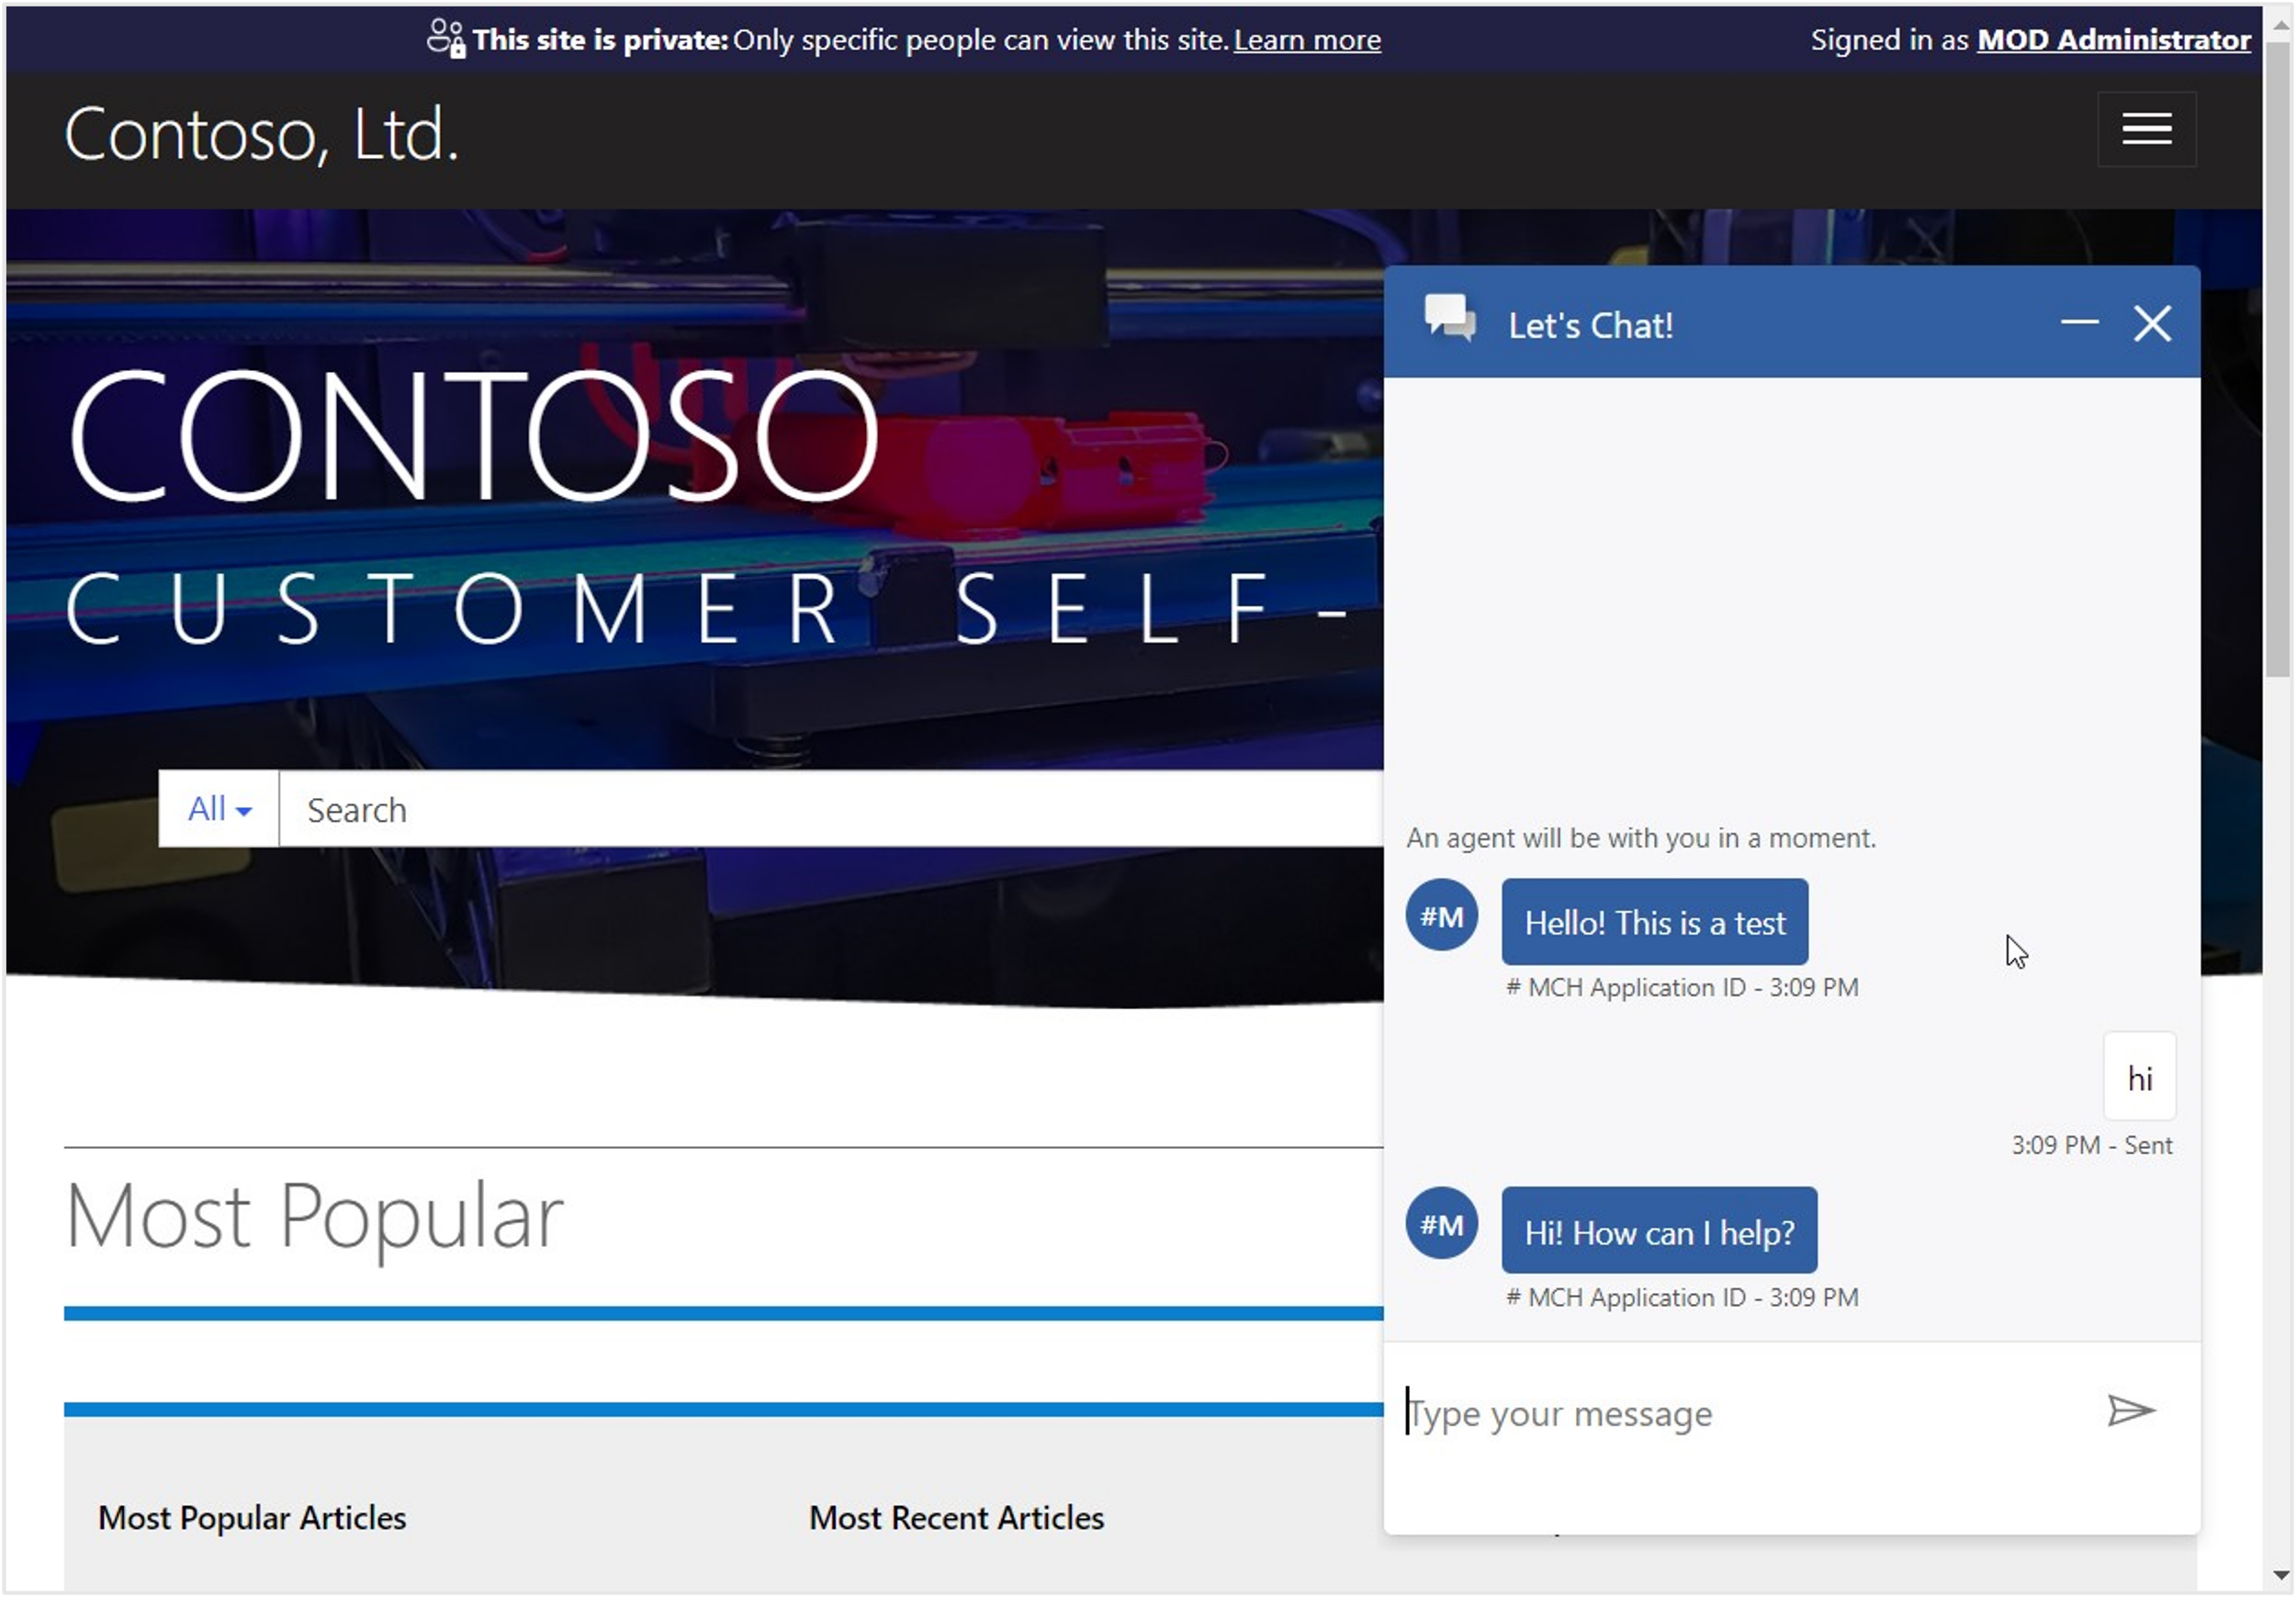 This site is private: Only specific people can view this site. Learn more
Signed in as MOD Administrator
Contoso, Ltd.
CONTOSO
CUSTOMER SELF-
All
Search
Most Popular
Most Popular Articles
Most Recent Articles
Let's Chat!
An agent will be with you in a moment.
#M
Hello! This is a test
# MCH Application ID - 3:09 PM
hi
3:09 PM - Sent
#M
Hi! How can I help?
# MCH Application ID - 3:09 PM
Type your message